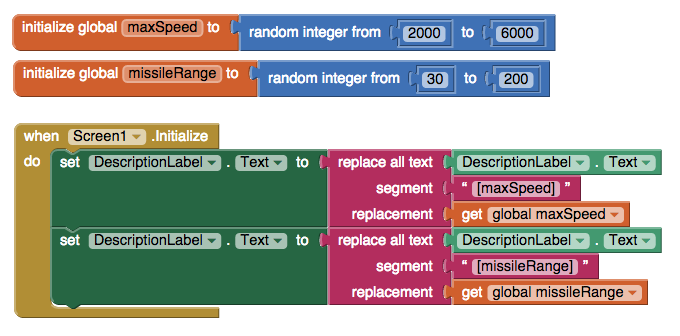 initialize global maxSpeed to random integer from 2000 to 6000
initialize global missileRange to random integer from 30 to 200
when Screen1 .Initialize
do set DescriptionLabel . Text to replace all text DescriptionLabel . Text
segment “ [maxSpeed] ”
replacement get global maxSpeed
set DescriptionLabel . Text to replace all text DescriptionLabel . Text
segment “ [missileRange] ”
replacement get global missileRange